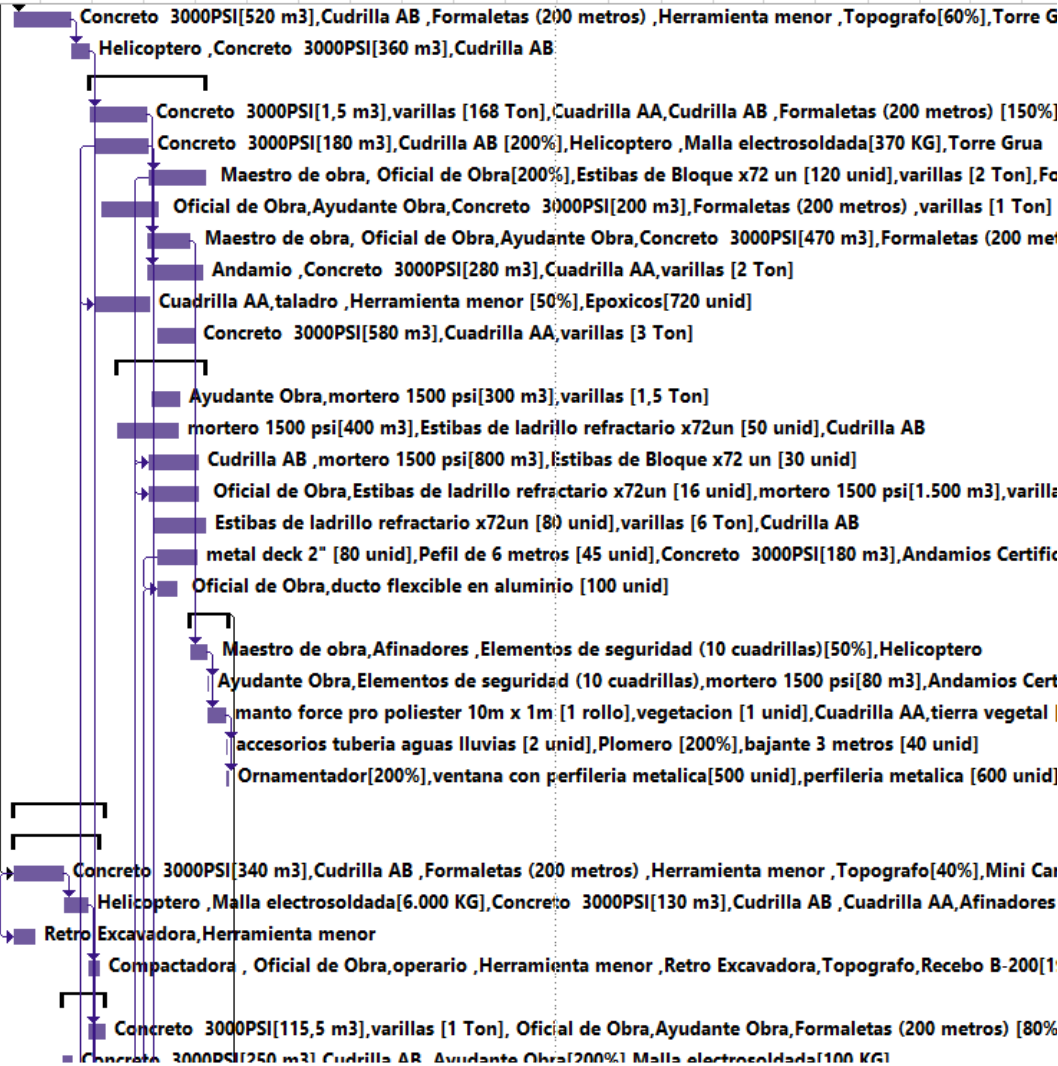 Concreto 3000PSI[520 m3],Cudrilla AB ,Formaletas (200 metros) ,Herramienta menor ,Topografo[60%],Torre G
Helicoptero ,Concreto 3000PSI[360 m3],Cudrilla AB
Concreto 3000PSI[1,5 m3],varillas [168 Ton],Cuadrilla AA,Cudrilla AB ,Formaletas (200 metros) [150%]
Concreto 3000PSI[180 m3],Cudrilla AB [200%],Helicoptero ,Malla electrosoldada[370 KG],Torre Grua
Maestro de obra, Oficial de Obra[200%],Estibas de Bloque x72 un [120 unid],varillas [2 Ton],Fo
Oficial de Obra,Ayudante Obra,Concreto 3000PSI[200 m3],Formaletas (200 metros) ,varillas [1 Ton]
Maestro de obra, Oficial de Obra,Ayudante Obra,Concreto 3000PSI[470 m3],Formaletas (200 met
Andamio ,Concreto 3000PSI[280 m3],Cuadrilla AA,varillas [2 Ton]
Cuadrilla AA,taladro ,Herramienta menor [50%],Epoxicos[720 unid]
Concreto 3000PSI[580 m3],Cuadrilla AA,varillas [3 Ton]
Ayudante Obra,mortero 1500 psi[300 m3],varillas [1,5 Ton]
mortero 1500 psi[400 m3],Estibas de ladrillo refractario x72un [50 unid],Cudrilla AB
Cudrilla AB ,mortero 1500 psi[800 m3],Estibas de Bloque x72 un [30 unid]
Oficial de Obra,Estibas de ladrillo refractario x72un [16 unid],mortero 1500 psi[1.500 m3],varilla
Estibas de ladrillo refractario x72un [80 unid],varillas [6 Ton],Cudrilla AB
metal deck 2" [80 unid],Pefil de 6 metros [45 unid],Concreto 3000PSI[180 m3],Andamios Certific
Oficial de Obra,ducto flexcible en aluminio [100 unid]
Maestro de obra,Afinadores ,Elementos de seguridad (10 cuadrillas)[50%],Helicoptero
Ayudante Obra,Elementos de seguridad (10 cuadrillas),mortero 1500 psi[80 m3],Andamios Cert
manto force pro poliester 10m x 1m [1 rollo],vegetacion [1 unid],Cuadrilla AA,tierra vegetal [
accesorios tuberia aguas lluvias [2 unid],Plomero [200%],bajante 3 metros [40 unid]
Ornamentador[200%],ventana con perfileria metalica[500 unid],perfileria metalica [600 unid]
Concreto 3000PSI[340 m3],Cudrilla AB ,Formaletas (200 metros) ,Herramienta menor ,Topografo[40%],Mini Car
Helicoptero ,Malla electrosoldada[6.000 KG],Concreto 3000PSI[130 m3],Cudrilla AB ,Cuadrilla AA,Afinadores
Retro Excavadora,Herramienta menor
Compactadora , Oficial de Obra,operario ,Herramienta menor ,Retro Excavadora,Topografo,Recebo B-200[19
Concreto 3000PSI[115,5 m3],varillas [1 Ton], Oficial de Obra,Ayudante Obra,Formaletas (200 metros) [80%
Concreto 3000PSI[250 m3],Cudrilla AB ,Ayudante Obra[200%],Malla electrosoldada[100 KG]